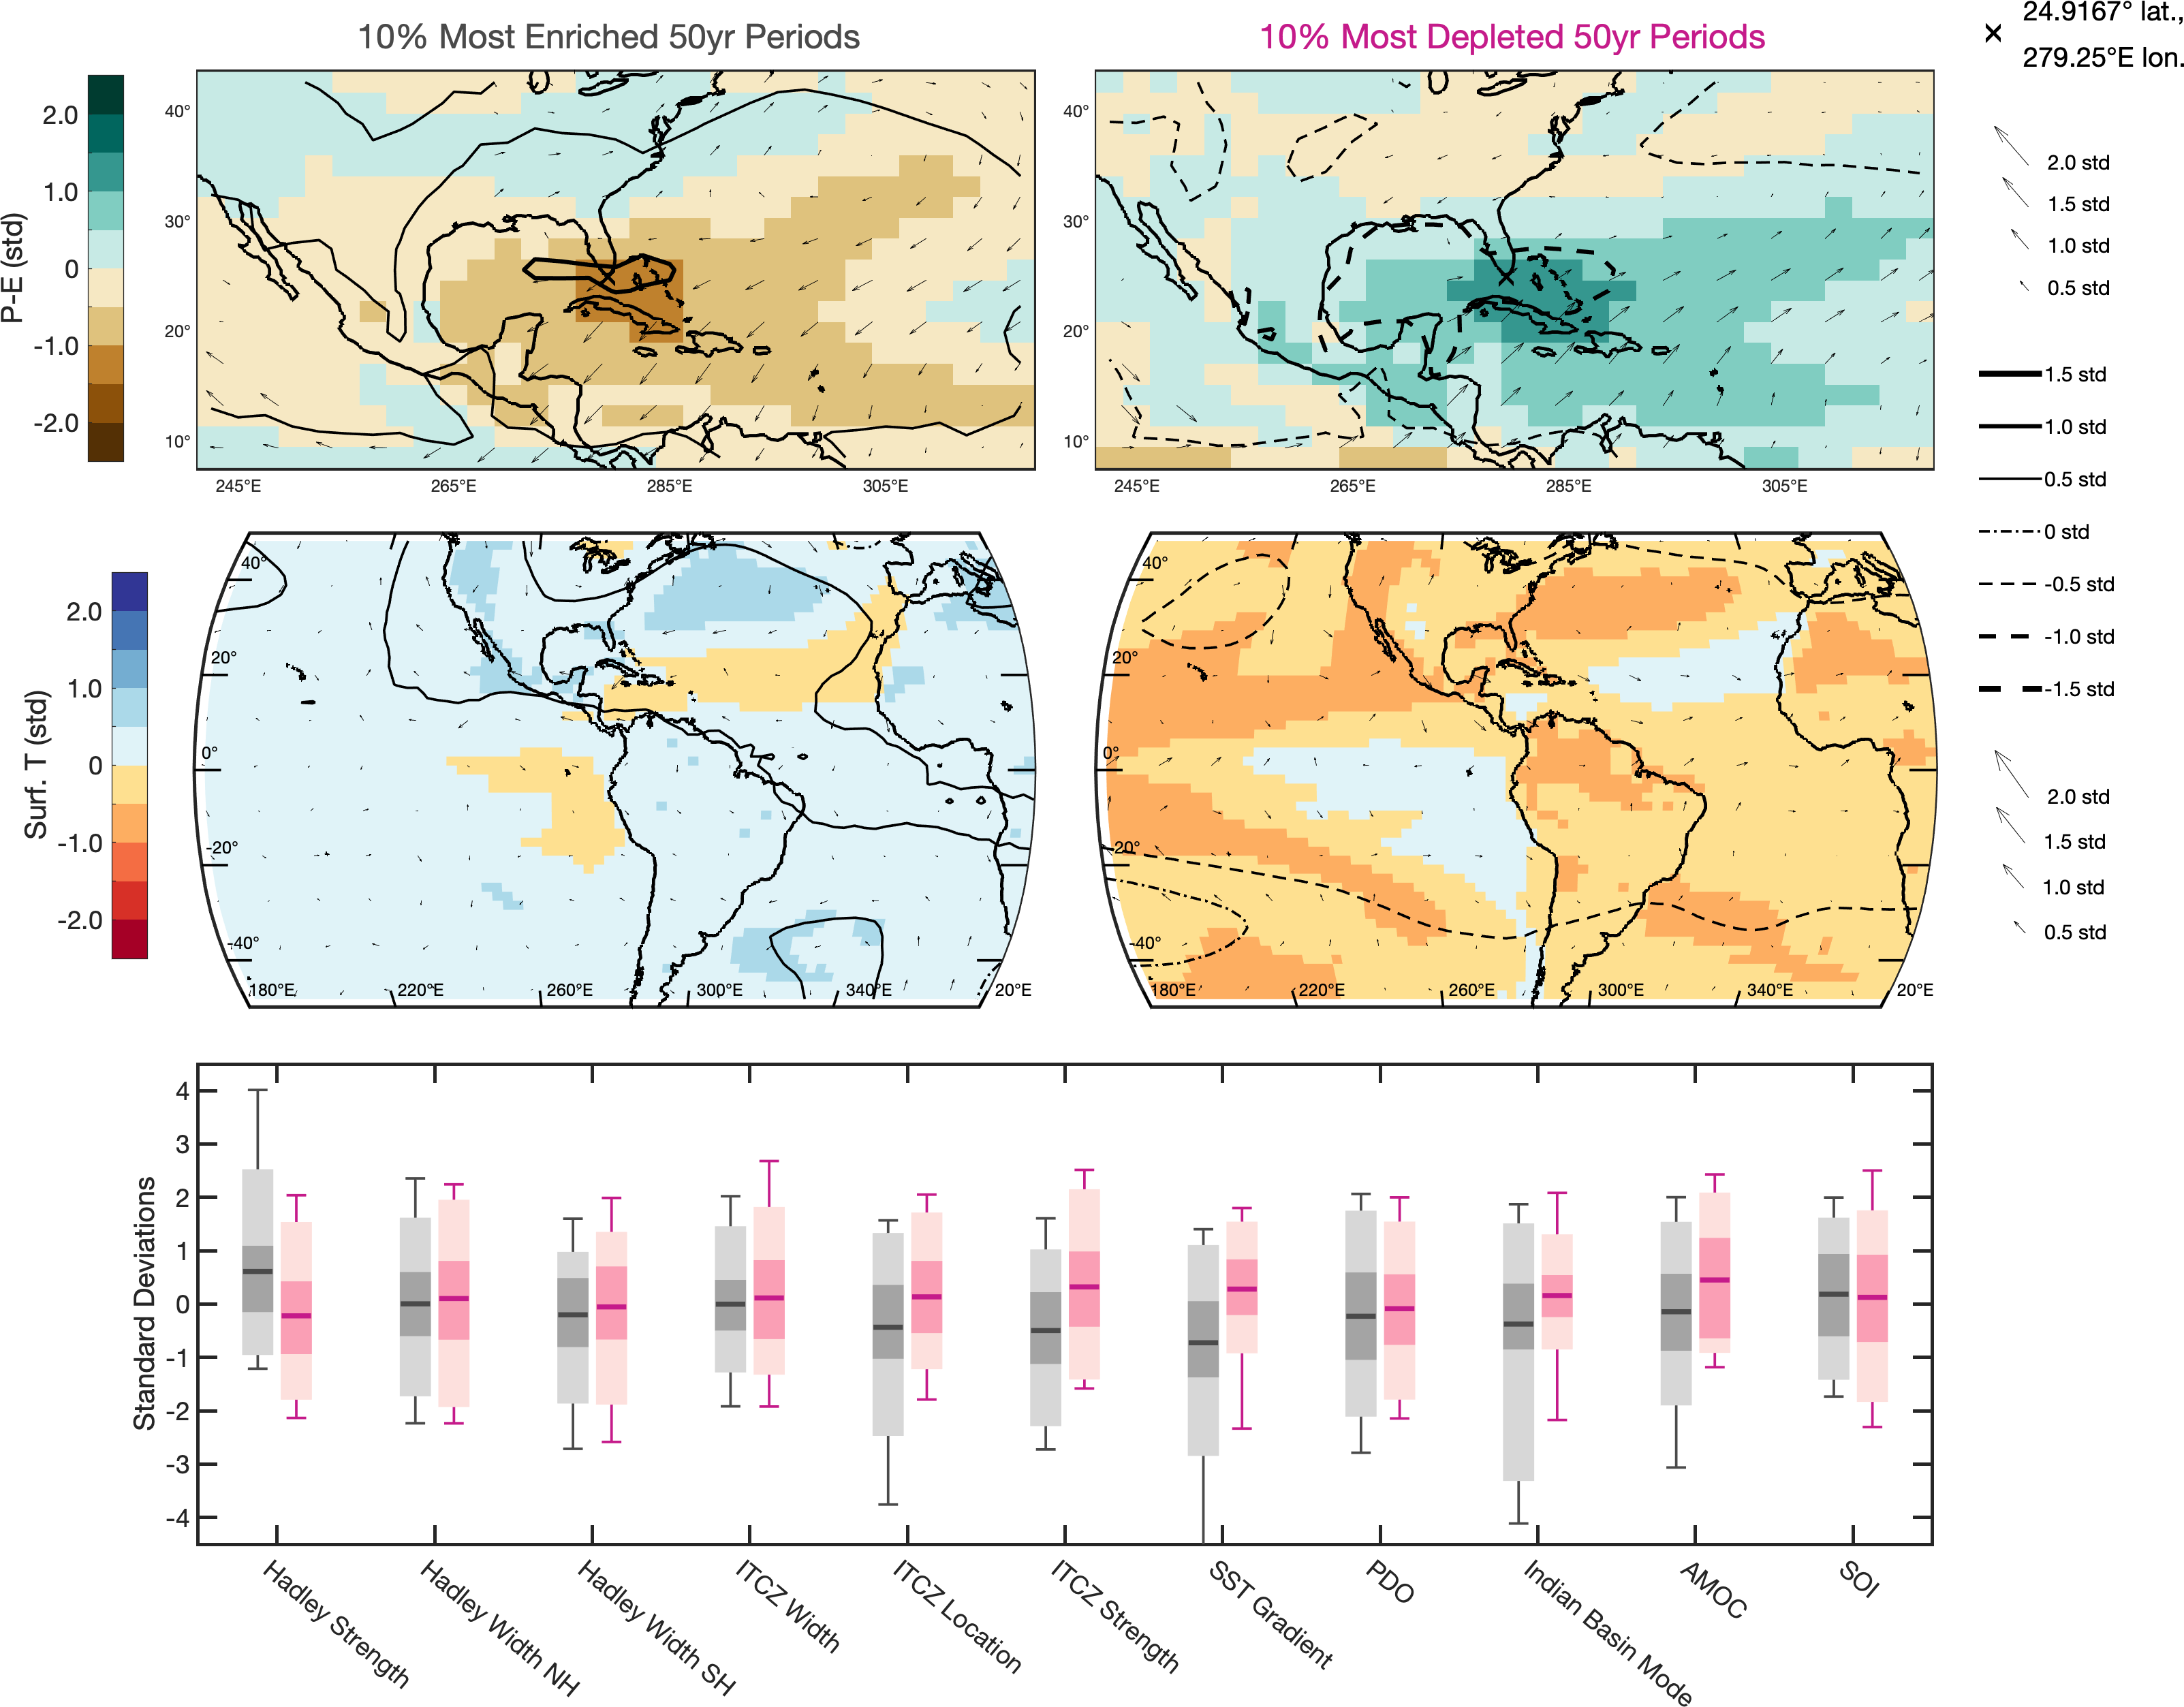 10% Most Enriched 50yr Periods
10% Most Depleted 50yr Periods
24.9167° lat.,
279.25°E lon.
P-E (std)
2.0
1.0
0
-1.0
-2.0
40°
30°
20°
10°
245°E 265°E 285°E 305°E
40°
30°
20°
10°
245°E 265°E 285°E 305°E
2.0 std
1.5 std
1.0 std
0.5 std
1.5 std
1.0 std
0.5 std
0 std
-0.5 std
-1.0 std
-1.5 std
Surf. T (std)
2.0
1.0
0
-1.0
-2.0
40°
20°
0°
-20°
-40°
180°E 220°E 260°E 300°E 340°E 20°E
40°
20°
0°
-20°
-40°
180°E 220°E 260°E 300°E 340°E 20°E
2.0 std
1.5 std
1.0 std
0.5 std
Standard Deviations
4
3
2
1
0
-1
-2
-3
-4
Hadley Strength
Hadley Width NH
Hadley Width SH
ITCZ Width
ITCZ Location
ITCZ Strength
SST Gradient
PDO
Indian Basin Mode
AMOC
SOI